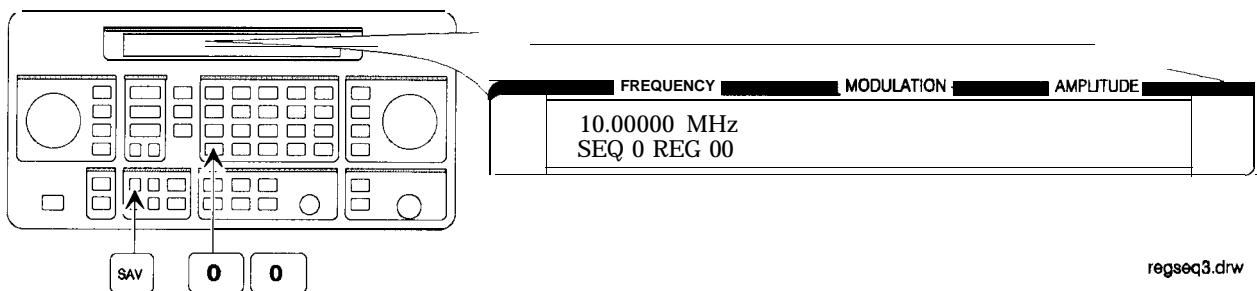 FREQUENCY MODULATION AMPLITUDE
10.00000 MHz
SEQ 0 REG 00
SAV 0 0
regseq3.drw